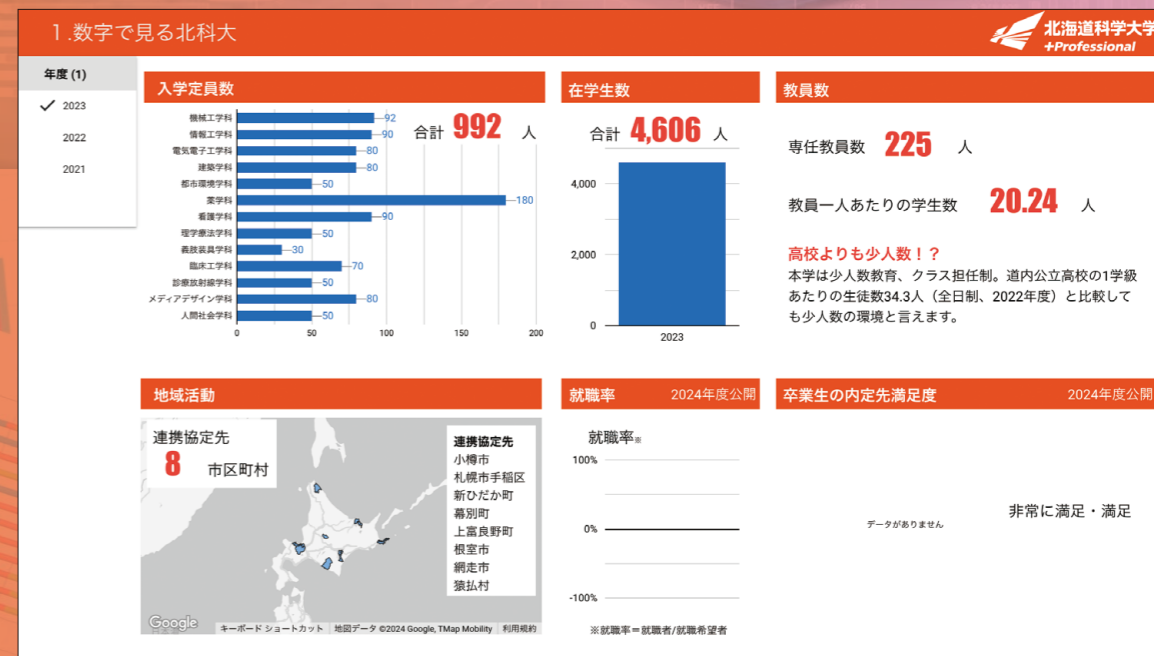 1.数字で見る北科大
北海道科学大学
+Professional
年度 (1)
2023
2022
2021
入学定員数
合計 992 人
機械工学科 92
情報工学科 90
電気電子工学科 80
建築学科 80
都市環境学科 50
薬学科 180
看護学科 90
理学療法学科 50
義肢装具学科 30
臨床工学科 70
診療放射線学科 50
メディアデザイン学科 80
人間社会学科 50
0 50 100 150 200
在学生数
合計 4,606 人
4,000
2,000
0
2023
教員数
専任教員数 225 人
教員一人あたりの学生数 20.24 人
高校よりも少人数!?
本学は少人数教育、クラス担任制。道内公立高校の1学級
あたりの生徒数34.3人(全日制、2022年度)と比較して
も少人数の環境と言えます。
地域活動
連携協定先
8 市区町村
連携協定先
小樽市
札幌市手稲区
新ひだか町
幕別町
上富良野町
根室市
網走市
猿払村
Google
キーボード ショートカット 地図データ ©2024 Google, TMap Mobility 利用規約
就職率 2024年度公開
就職率※
100%
0%
-100%
※就職率=就職者/就職希望者
卒業生の内定先満足度 2024年度公開
データがありません
非常に満足・満足